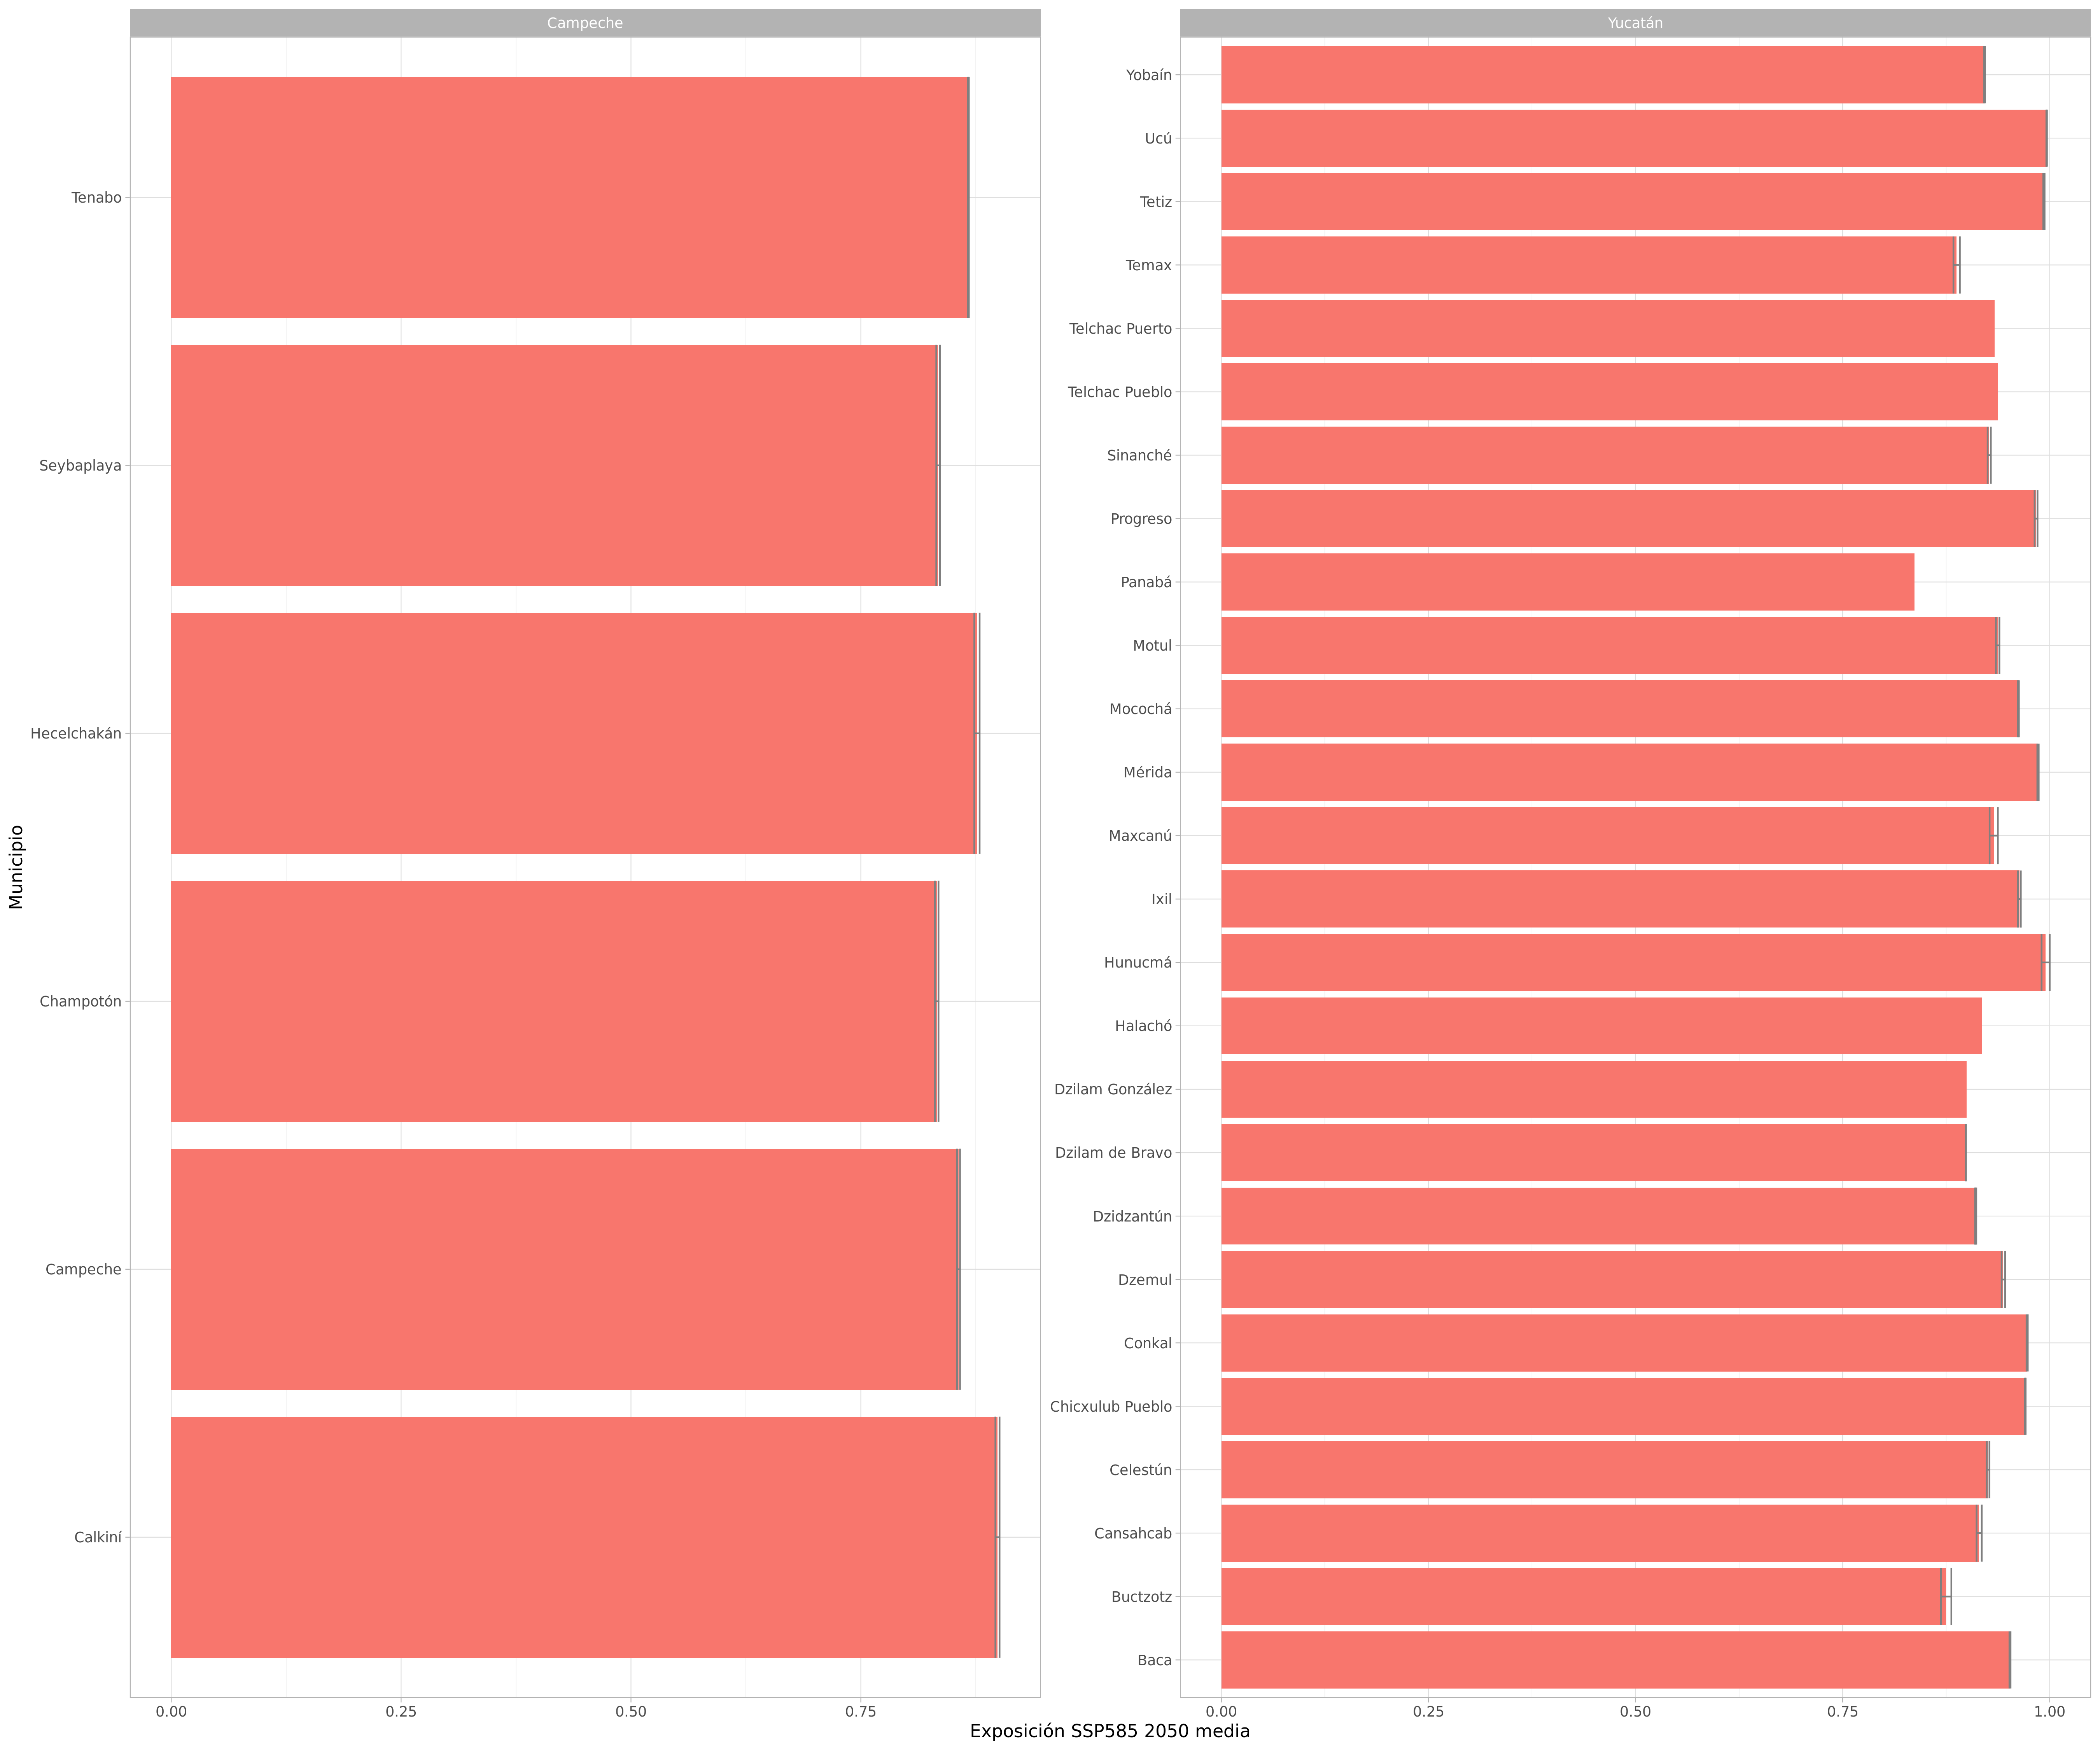 Campeche
Yucatán
Municipio
Tenabo
Seybaplaya
Hecelchakán
Champotón
Campeche
Calkiní
0.00
0.25
0.50
0.75
Yobaín
Ucú
Tetiz
Temax
Telchac Puerto
Telchac Pueblo
Sinanché
Progreso
Panabá
Motul
Mocochá
Mérida
Maxcanú
Ixil
Hunucmá
Halachó
Dzilam González
Dzilam de Bravo
Dzidzantún
Dzemul
Conkal
Chicxulub Pueblo
Celestún
Cansahcab
Buctzotz
Baca
0.00
0.25
0.50
0.75
1.00
Exposición SSP585 2050 media